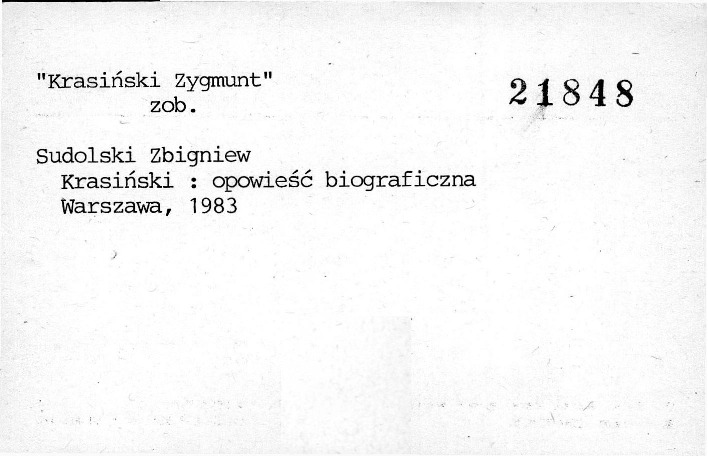 "Krasiński Zygmunt"
zob.
21848
Sudolski Zbigniew
Krasiński : opowieść biograficzna
Warszawa, 1983